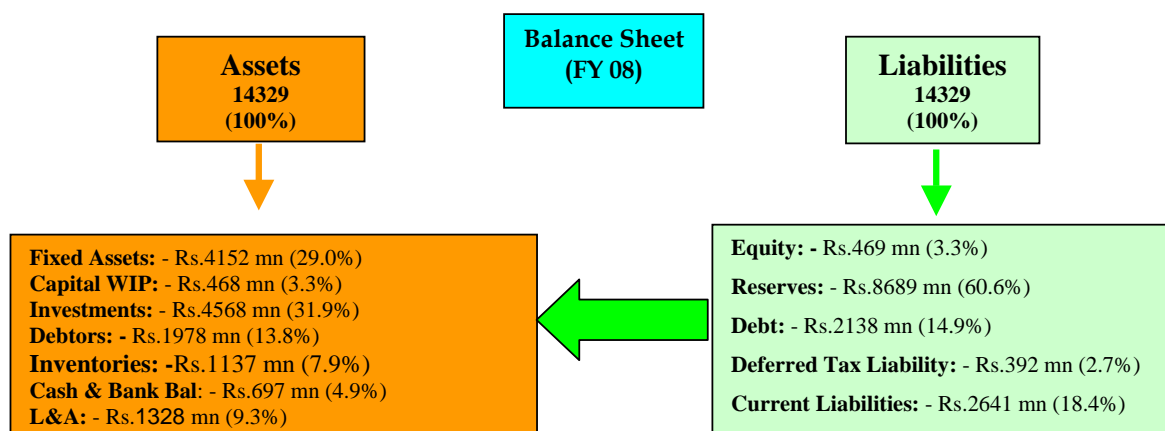 Balance Sheet
(FY 08)
Assets
14329
(100%)
Liabilities
14329
(100%)
Fixed Assets: - Rs.4152 mn (29.0%)
Capital WIP: - Rs.468 mn (3.3%)
Investments: - Rs.4568 mn (31.9%)
Debtors: - Rs.1978 mn (13.8%)
Inventories: -Rs.1137 mn (7.9%)
Cash & Bank Bal: - Rs.697 mn (4.9%)
L&A: - Rs.1328 mn (9.3%)
Equity: - Rs.469 mn (3.3%)
Reserves: - Rs.8689 mn (60.6%)
Debt: - Rs.2138 mn (14.9%)
Deferred Tax Liability: - Rs.392 mn (2.7%)
Current Liabilities: - Rs.2641 mn (18.4%)